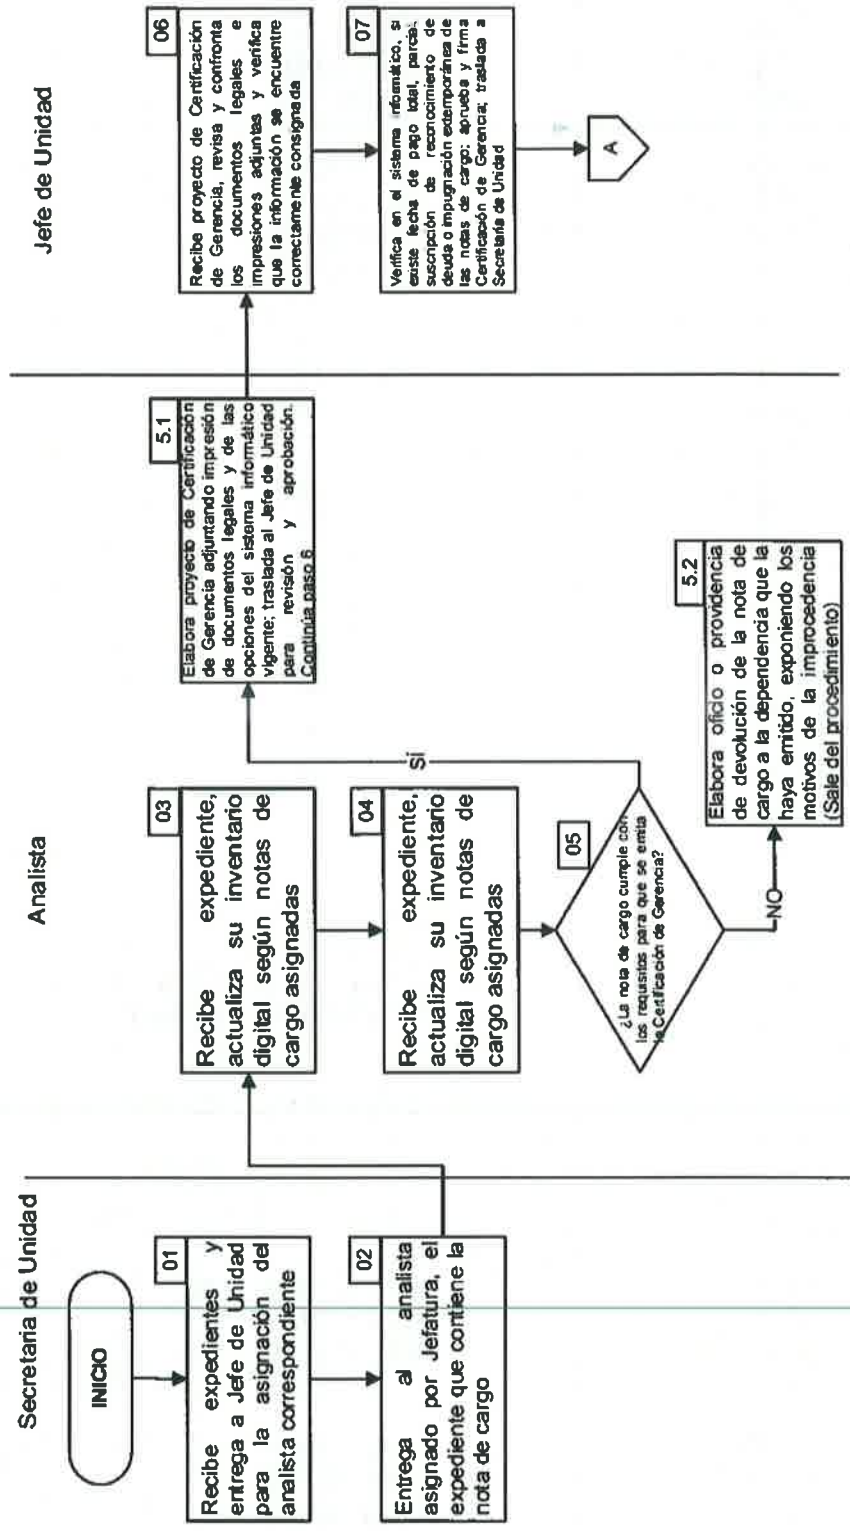 Secretaria de Unidad
INICIO
01
Recibe expedientes y
entrega a Jefe de Unidad
para la asignación del
analista correspondiente
02
Entrega al analista
asignado por Jefatura, el
expediente que contiene la
nota de cargo
Analista
03
Recibe expediente,
actualiza su inventario
digital según notas de
cargo asignadas
04
Recibe expediente,
actualiza su inventario
digital según notas de
cargo asignadas
05
¿La nota de cargo cumple con
los requisitos para que se emita
la Certificación de Gerencia?
SÍ
NO
5.1
Elabora proyecto de Certificación
de Gerencia adjuntando impresión
de documentos legales y de las
opciones del sistema informático
vigente; traslada al Jefe de Unidad
para revisión y aprobación.
Continúa paso 6
5.2
Elabora oficio o providencia
de devolución de la nota de
cargo a la dependencia que la
haya emitido, exponiendo los
motivos de la improcedencia
(Sale del procedimiento)
Jefe de Unidad
06
Recibe proyecto de Certificación
de Gerencia, revisa y confronta
los documentos legales e
impresiones adjuntas y verifica
que la información se encuentre
correctamente consignada
07
Verifica en el sistema informático, si
existe fecha de pago total, parcial,
suscripción de reconocimiento de
deuda o impugnación extemporánea de
las notas de cargo; aprueba y firma
Certificación de Gerencia; traslada a
Secretaria de Unidad
A